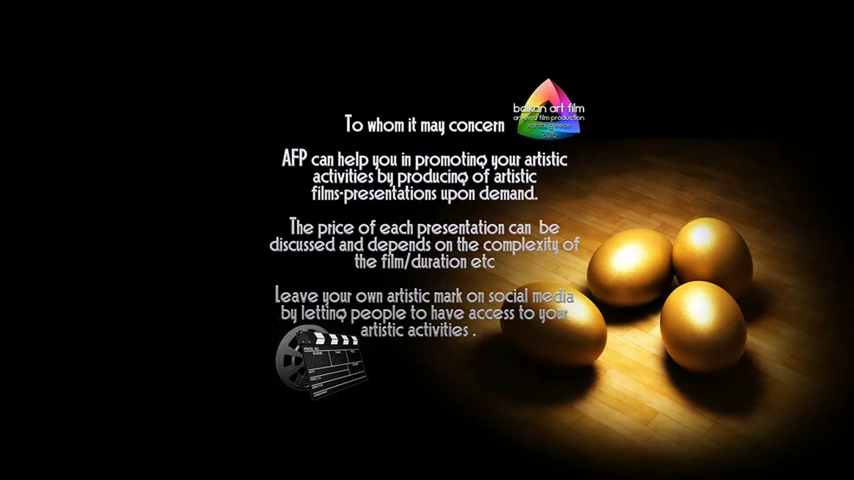 balkan art film
To whom it may concern
AFP can help you in promoting your artistic
activities by producing of artistic
films-presentations upon demand.
The price of each presentation can be
discussed and depends on the complexity of
the film/duration etc
Leave your own artistic mark on social media
by letting people to have access to your
artistic activities .